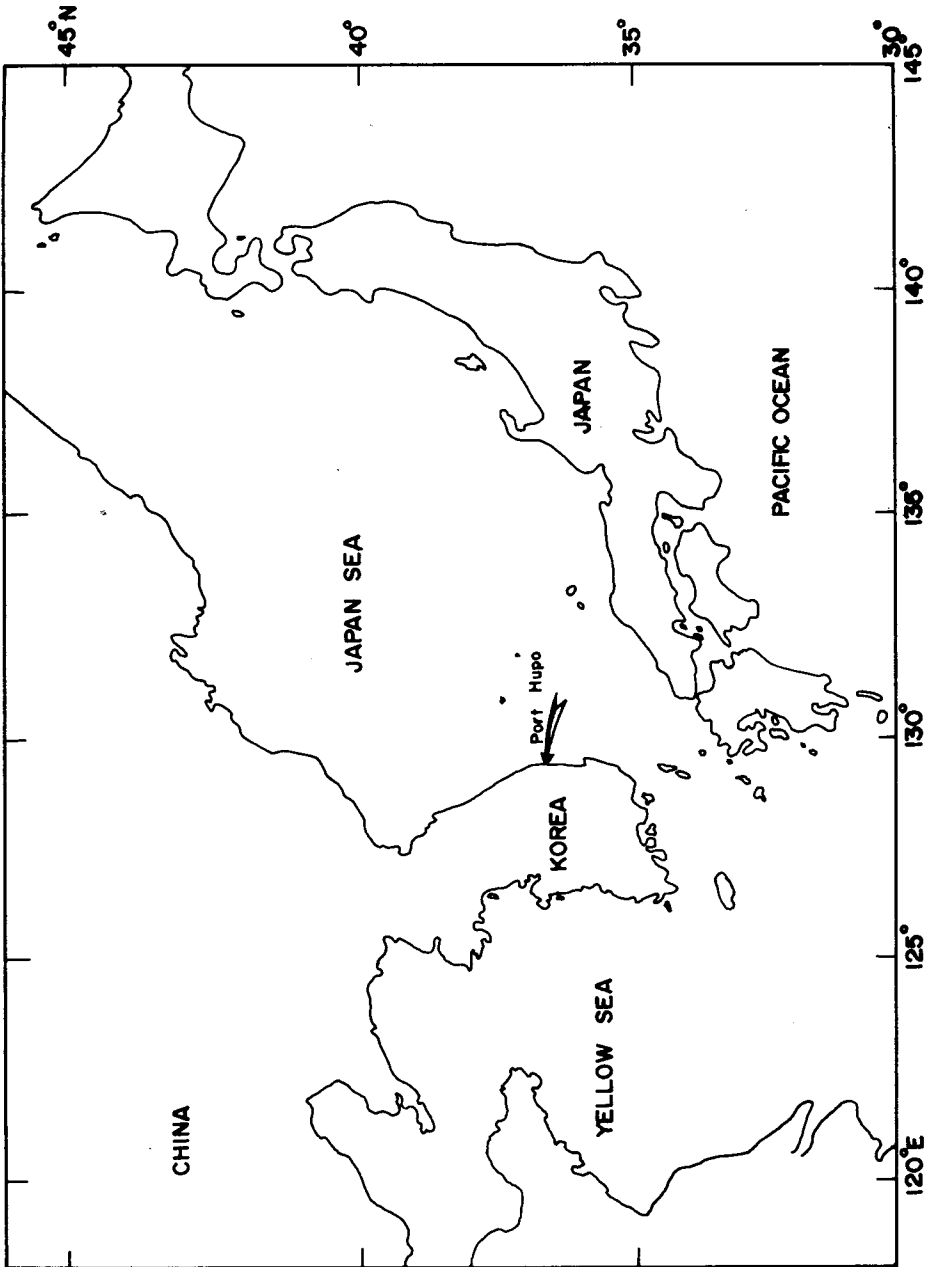 45°N
CHINA
JAPAN SEA
40°
Port Hupo
KOREA
JAPAN
YELLOW SEA
35°
PACIFIC OCEAN
30°
120°E 125° 130° 135° 140° 145°